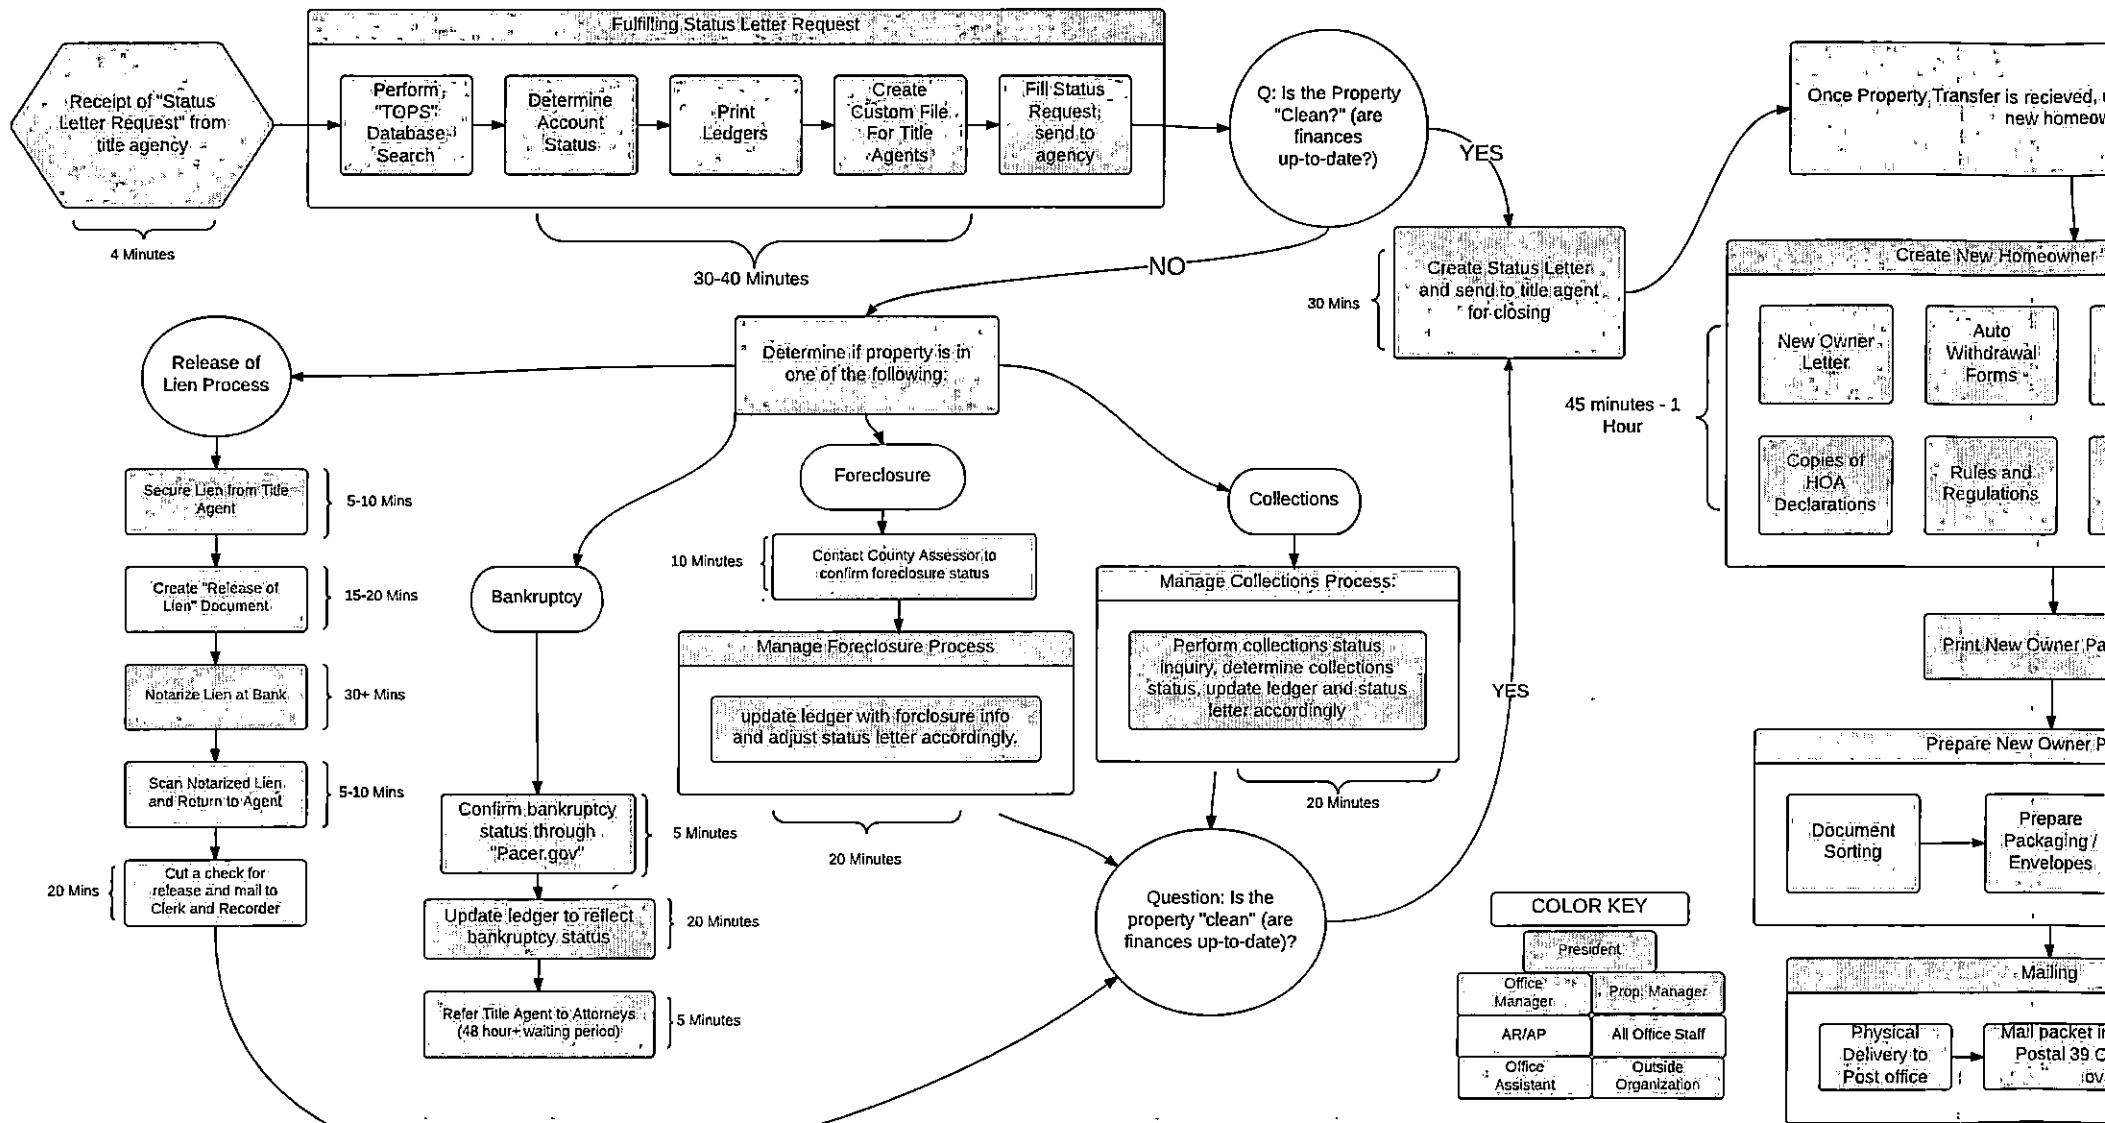 Fulfilling Status Letter Request
Receipt of "Status
Letter Request" from
title agency
4 Minutes
Perform
"TOPS"
Database
Search
Determine
Account
Status
Print
Ledgers
Create
Custom File
For Title
Agents
Fill Status
Request,
send to
agency
30-40 Minutes
Q: Is the Property
"Clean?" (are
finances
up-to-date?)
YES
NO
30 Mins
Create Status Letter
and send to title agent
for closing
Once Property Transfer is recieved,
new
Create New Homeowner
45 minutes - 1
Hour
New Owner
Letter
Auto
Withdrawal
Forms
Copies of
HOA
Declarations
Rules and
Regulations
Print New Owner
Prepare New Owner
Document
Sorting
Prepare
Packaging /
Envelopes
Mailing
Physical
Delivery to
Post office
Mail packet
Postal 39
Determine if property is in
one of the following:
Release of
Lien Process
Secure Lien from Title
Agent
5-10 Mins
Create "Release of
Lien" Document
15-20 Mins
Notarize Lien at Bank
30+ Mins
Scan Notarized Lien
and Return to Agent
5-10 Mins
20 Mins
Cut a check for
release and mail to
Clerk and Recorder
Bankruptcy
Confirm bankruptcy
status through
"Pacer.gov"
5 Minutes
Update ledger to reflect
bankruptcy status
20 Minutes
Refer Title Agent to Attorneys
(48 hour+ waiting period)
5 Minutes
Foreclosure
10 Minutes
Contact County Assessor to
confirm foreclosure status
Manage Foreclosure Process
update ledger with forclosure info
and adjust status letter accordingly.
20 Minutes
Collections
Manage Collections Process:
Perform collections status
inquiry, determine collections
status, update ledger and status
letter accordingly
20 Minutes
Question: Is the
property "clean" (are
finances up-to-date)?
YES
COLOR KEY
President
Office
Manager
Prop. Manager
AR/AP
All Office Staff
Office
Assistant
Outside
Organization